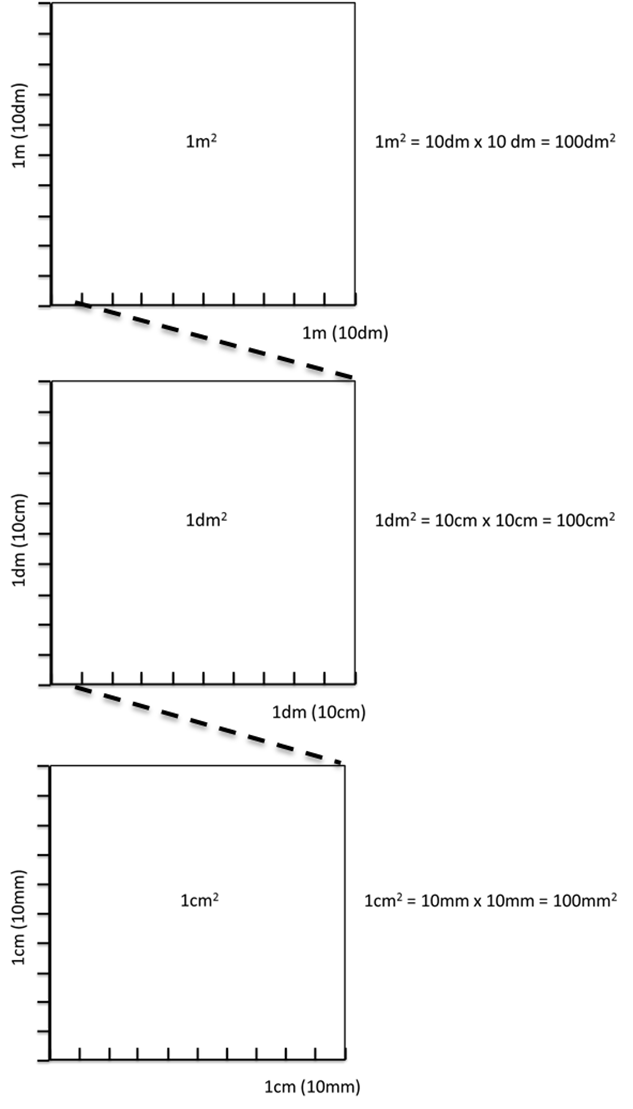 1m (10dm)
1m²
1m² = 10dm x 10 dm = 100dm²
1m (10dm)
1dm (10cm)
1dm²
1dm² = 10cm x 10cm = 100cm²
1dm (10cm)
1cm (10mm)
1cm²
1cm² = 10mm x 10mm = 100mm²
1cm (10mm)